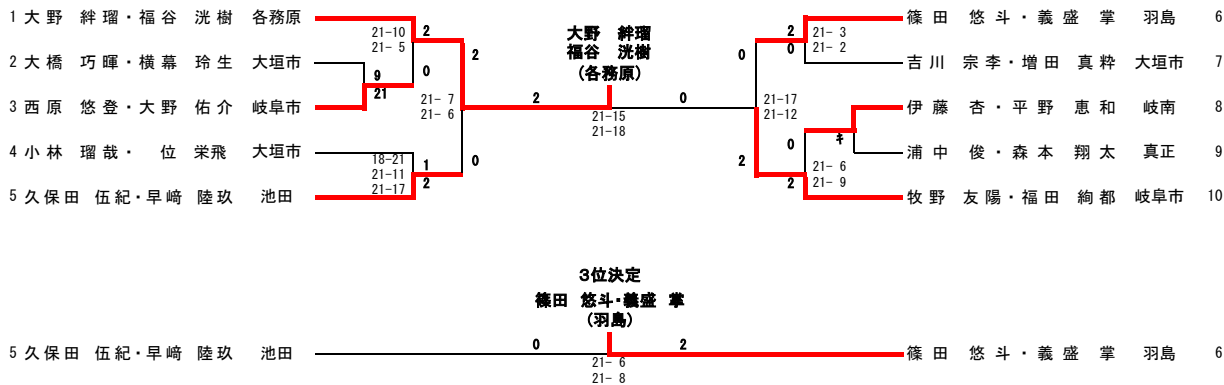 1 大野 絆瑠・福谷 洸樹 各務原
2 大橋 巧暉・横幕 玲生 大垣市
3 西原 悠登・大野 佑介 岐阜市
4 小林 瑠哉・ 位 栄飛 大垣市
5 久保田 伍紀・早﨑 陸玖 池田
21-10
21- 5
2
0
9
21
18-21
21-11
21-17
1
2
2
21- 7
21- 6
0
大野 絆瑠
福谷 洸樹
(各務原)
2
0
21-15
21-18
0
21-17
21-12
2
2
0
21- 3
21- 2
0
キ
21- 6
21- 9
2
篠田 悠斗・義盛 掌 羽島 6
吉川 宗李・増田 真粋 大垣市 7
伊藤 杏・平野 恵和 岐南 8
浦中 俊・森本 翔太 真正 9
牧野 友陽・福田 絢都 岐阜市 10
3位決定
篠田 悠斗・義盛 掌
(羽島)
5 久保田 伍紀・早﨑 陸玖 池田
0
2
21- 6
21- 8
篠田 悠斗・義盛 掌 羽島 6